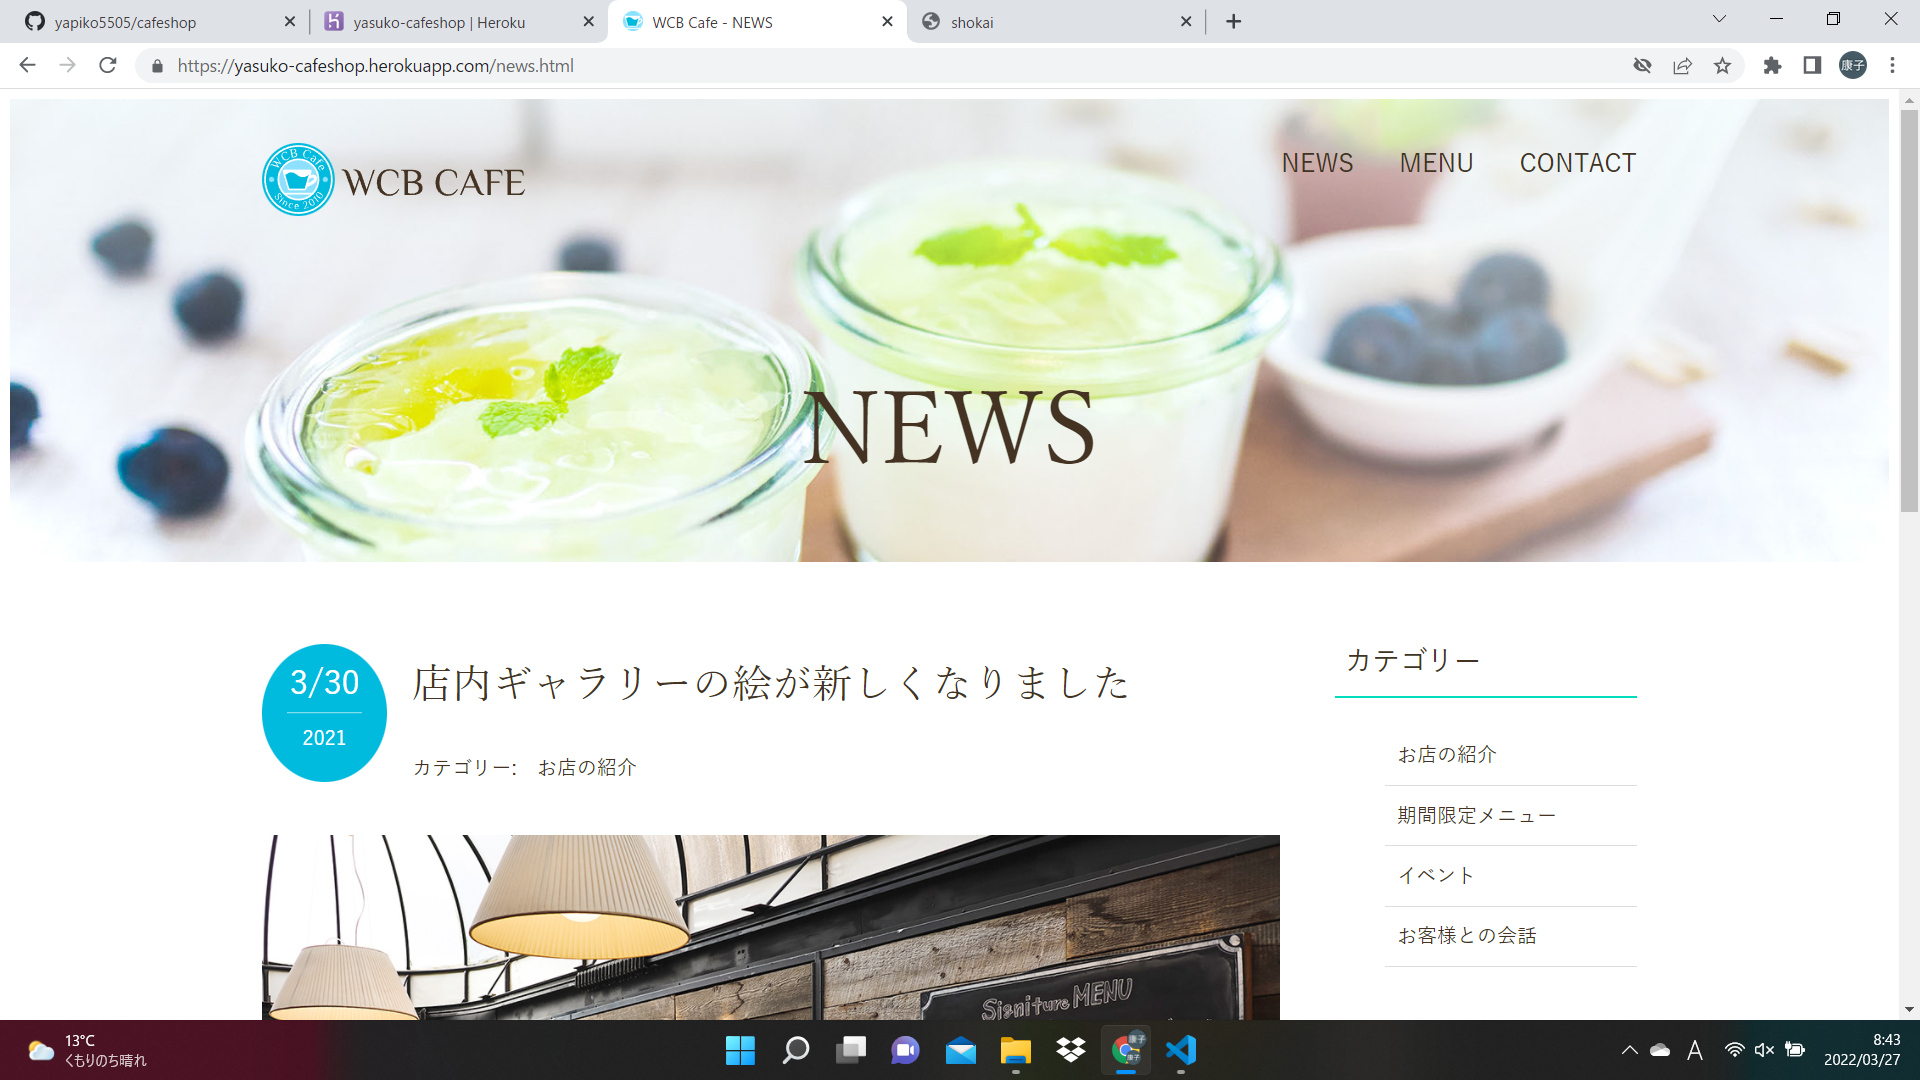 yapiko5505/cafeshop
yasuko-cafeshop | Heroku
WCB Cafe - NEWS
shokai
https://yasuko-cafeshop.herokuapp.com/news.html
康子
WCB Cafe
Since 2010
WCB CAFE
NEWS
MENU
CONTACT
NEWS
3/30
2021
店内ギャラリーの絵が新しくなりました
カテゴリー: お店の紹介
カテゴリー
お店の紹介
期間限定メニュー
イベント
お客様との会話
Signiture MENU
13°C
くもりのち晴れ
康子
A
8:43
2022/03/27